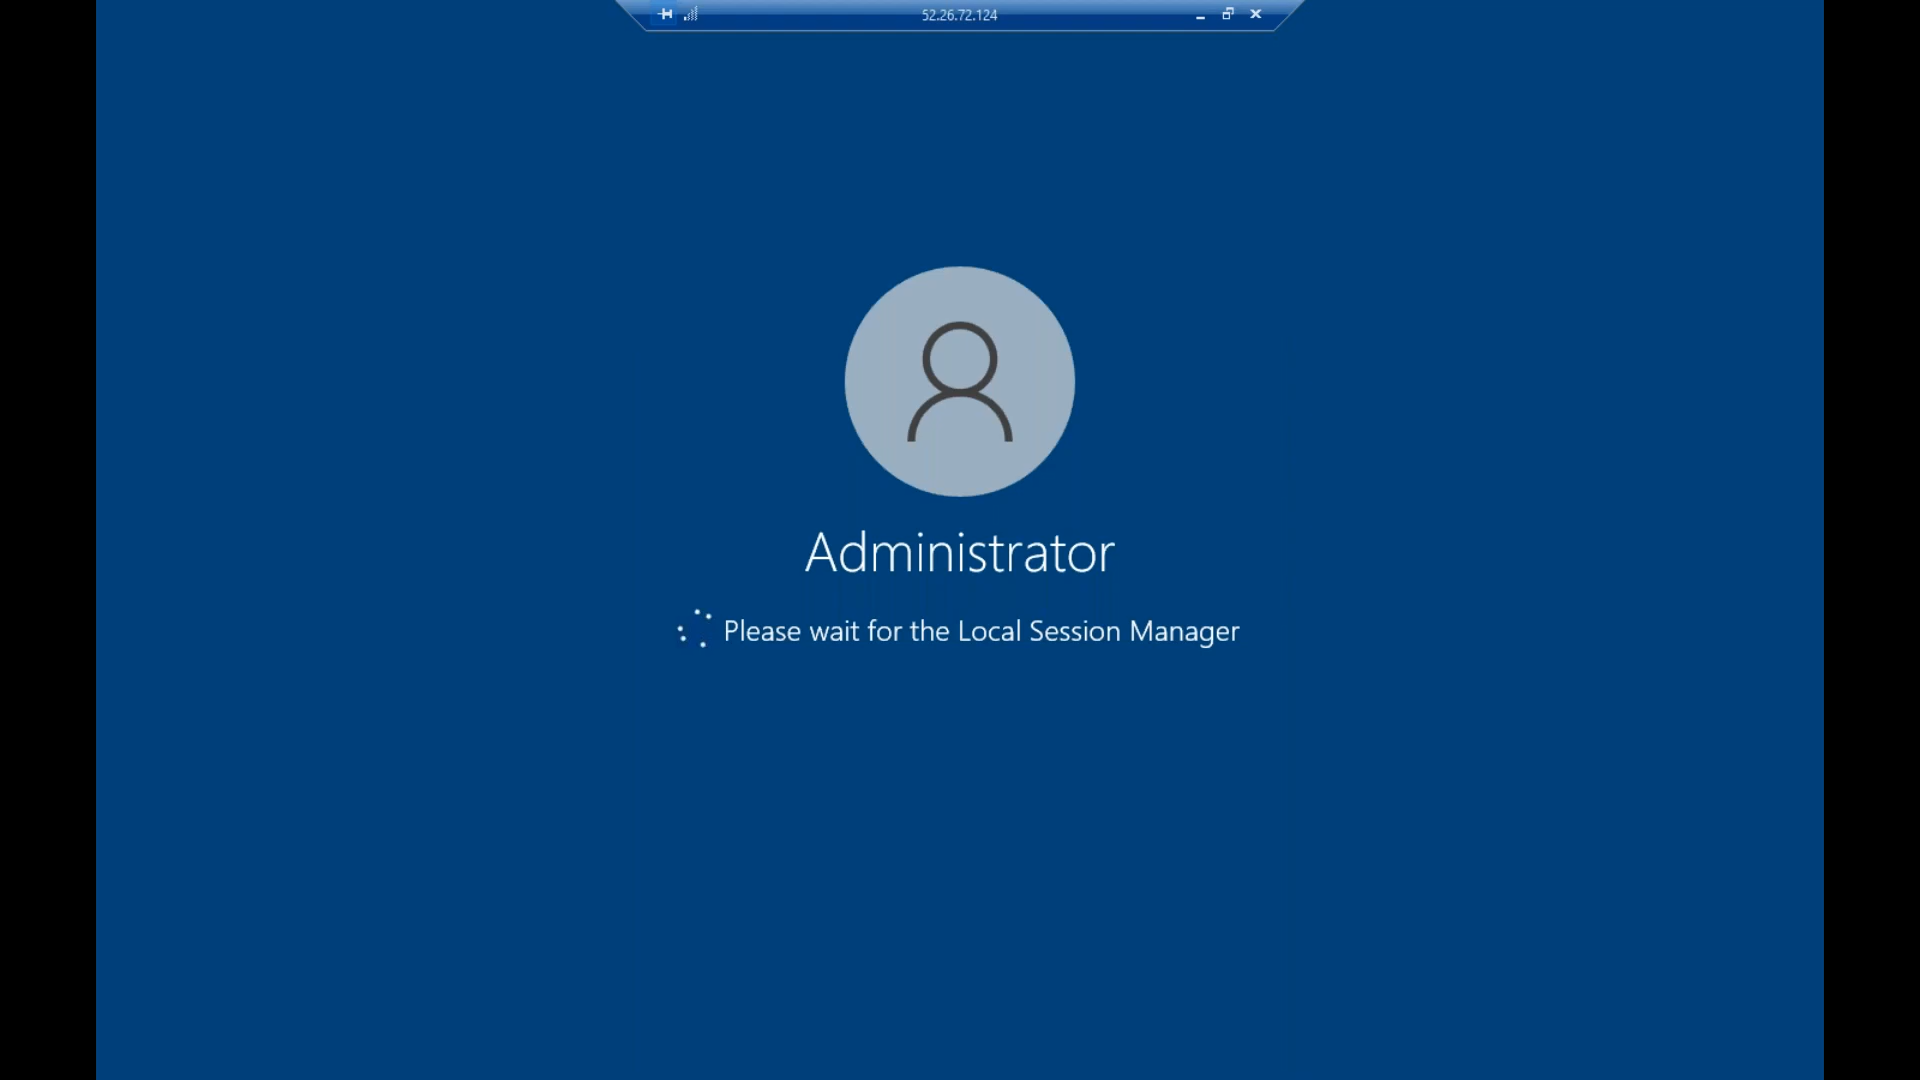 52.26.72.124
Administrator
Please wait for the Local Session Manager